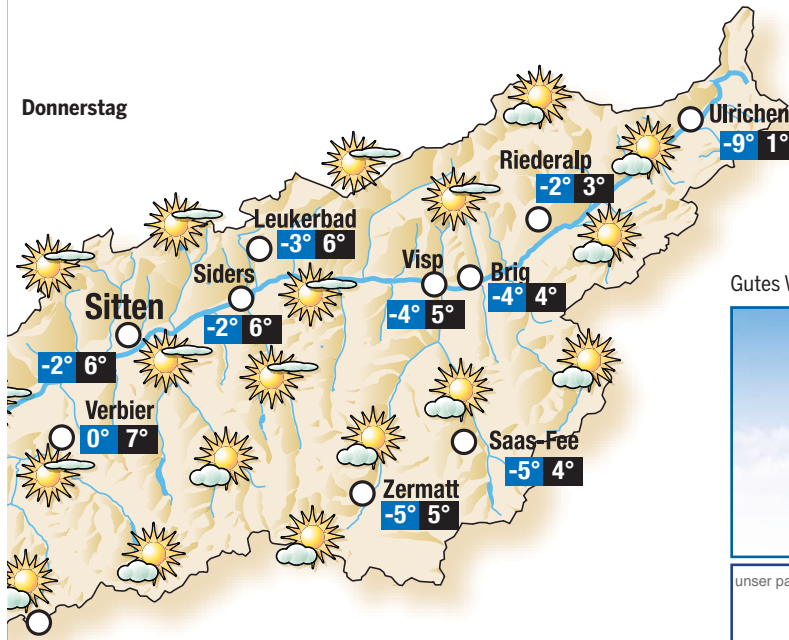 Donnerstag
Ulrichen
-9° 1°
Riederalp
-2° 3°
Leukerbad
-3° 6°
Visp
-4° 5°
Brig
-4° 4°
Siders
-2° 6°
Sitten
-2° 6°
Verbier
0° 7°
Saas-Fee
-5° 4°
Zermatt
-5° 5°
Gutes
unser